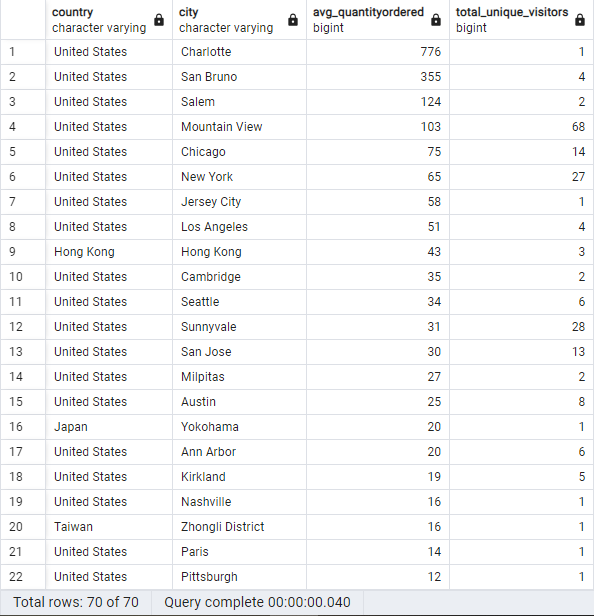 country city avg_quantityordered total_unique_visitors
character varying character varying bigint bigint
1 United States Charlotte 776 1
2 United States San Bruno 355 4
3 United States Salem 124 2
4 United States Mountain View 103 68
5 United States Chicago 75 14
6 United States New York 65 27
7 United States Jersey City 58 1
8 United States Los Angeles 51 4
9 Hong Kong Hong Kong 43 3
10 United States Cambridge 35 2
11 United States Seattle 34 6
12 United States Sunnyvale 31 28
13 United States San Jose 30 13
14 United States Milpitas 27 2
15 United States Austin 25 8
16 Japan Yokohama 20 1
17 United States Ann Arbor 20 6
18 United States Kirkland 19 5
19 United States Nashville 16 1
20 Taiwan Zhongli District 16 1
21 United States Paris 14 1
22 United States Pittsburgh 12 1
Total rows: 70 of 70 Query complete 00:00:00.040